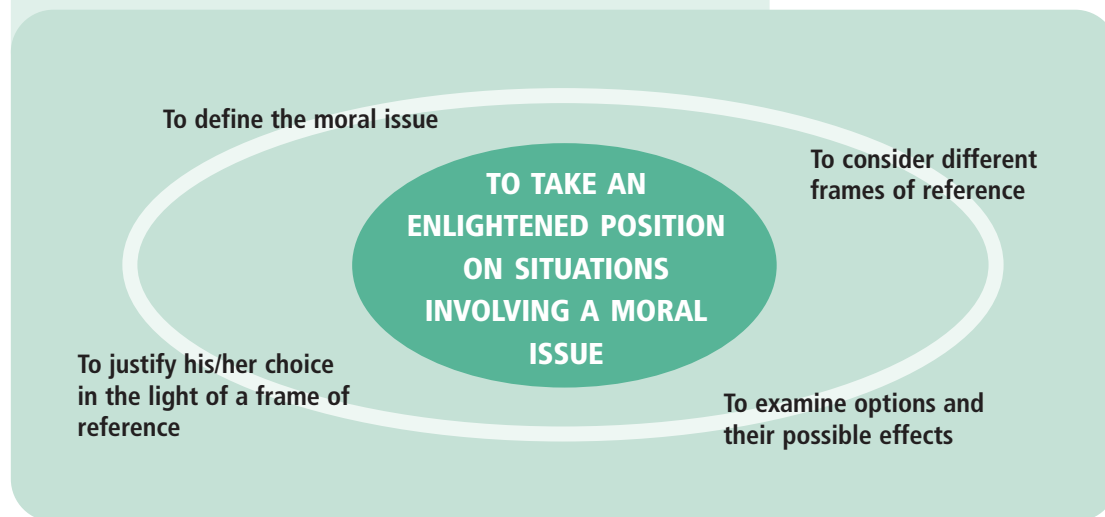 To define the moral issue
To consider different
frames of reference
TO TAKE AN
ENLIGHTENED POSITION
ON SITUATIONS
INVOLVING A MORAL
ISSUE
To justify his/her choice
in the light of a frame of
reference
To examine options and
their possible effects